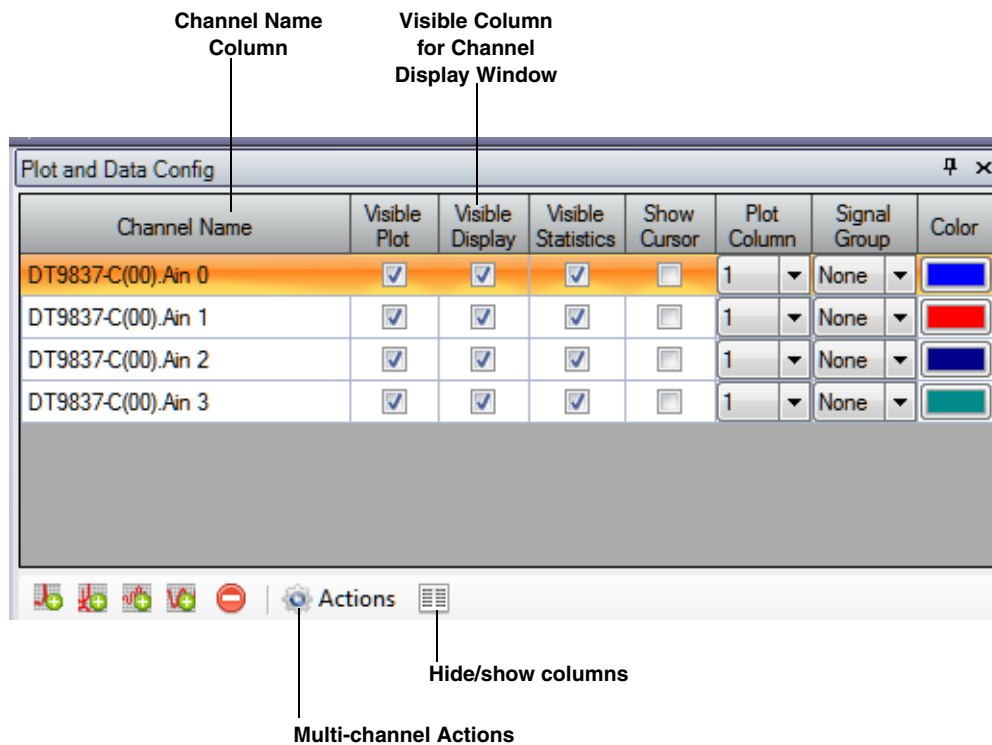 Channel Name
Column
Visible Column
for Channel
Display Window
Plot and Data Config
Channel Name
Visible
Plot
Visible
Display
Visible
Statistics
Show
Cursor
Plot
Column
Signal
Group
Color
DT9837-C(00).Ain 0 1 None
DT9837-C(00).Ain 1 1 None
DT9837-C(00).Ain 2 1 None
DT9837-C(00).Ain 3 1 None
Actions
Hide/show columns
Multi-channel Actions